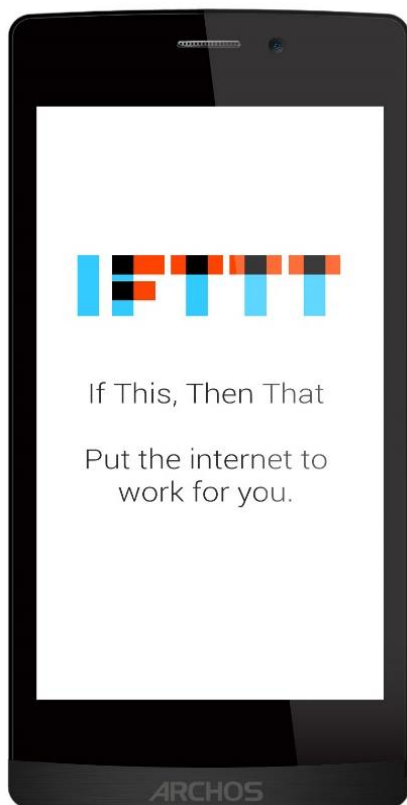 IFTTT
If This, Then That
Put the internet to
work for you.
ARCHOS